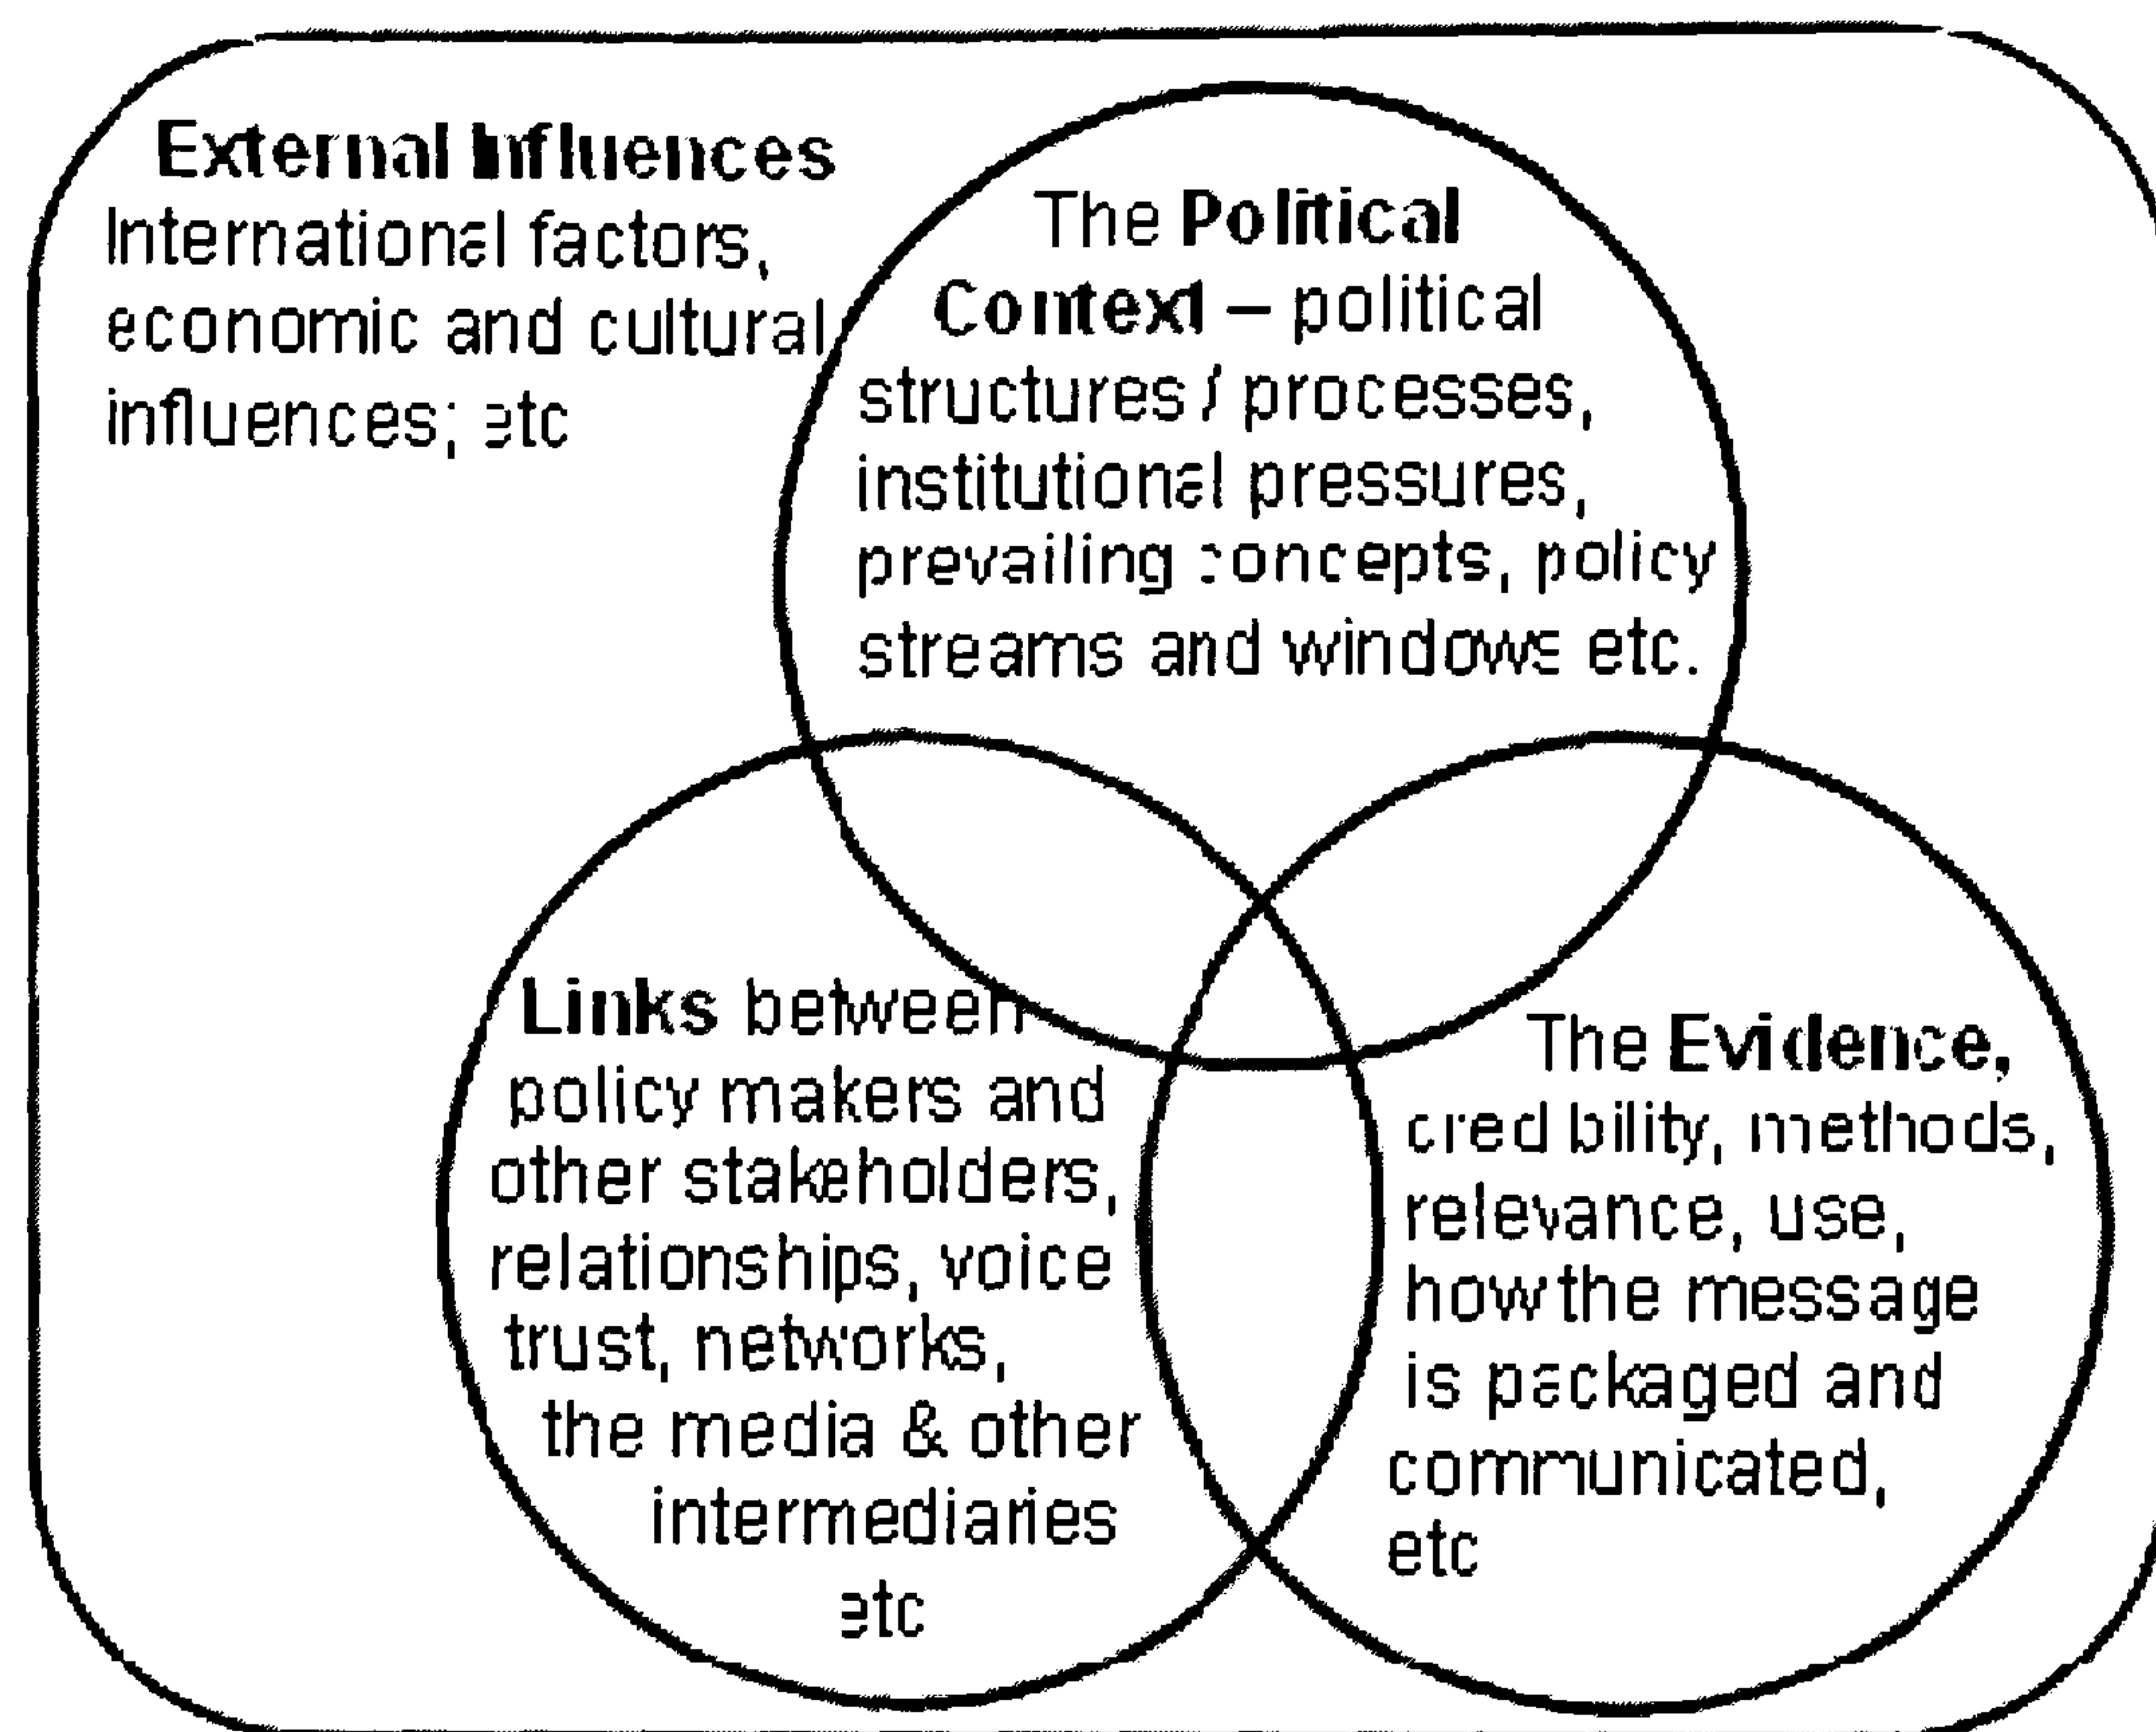 External Influences
International factors,
economic and cultural
influences; etc
The Political
Context – political
structures / processes,
institutional pressures,
prevailing concepts, policy
streams and windows etc.
Links between
policy makers and
other stakeholders,
relationships, voice
trust, networks,
the media & other
intermediaries
etc
The Evidence,
credibility, methods,
relevance, use,
how the message
is packaged and
communicated,
etc